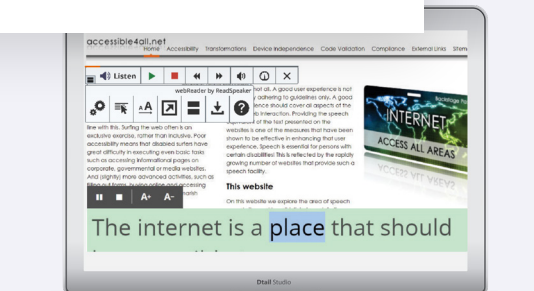 accessible4all.net
Home Accessibility Transformations Device Independence Code Validation Compliance External Links
Listen
webReader by ReadSpeaker
not all. A good user experience is not
adhering to guidelines only. A good
should cover all aspects of the
interaction. Providing the speech
of the text presented on the
websites is one of the measures that have been
shown to be effective in enhancing that user
experience. Speech is essential for persons with
certain disabilities! This is reflected by the rapidly
growing number of websites that provide such a
speech facility.
This website
On this website we explore the area of speech
line with this. Surfing the web often is an
exclusive exercise, rather than inclusive. Poor
accessibility means that disabled surfers have
great difficulty in executing even basic tasks
such as accessing informational pages on
corporate, governmental or media websites.
And (slightly) more advanced activities, such as
A+ A-
The internet is a place that should
Backstage
INTERNET
ACCESS ALL AREAS
Dtail Studio